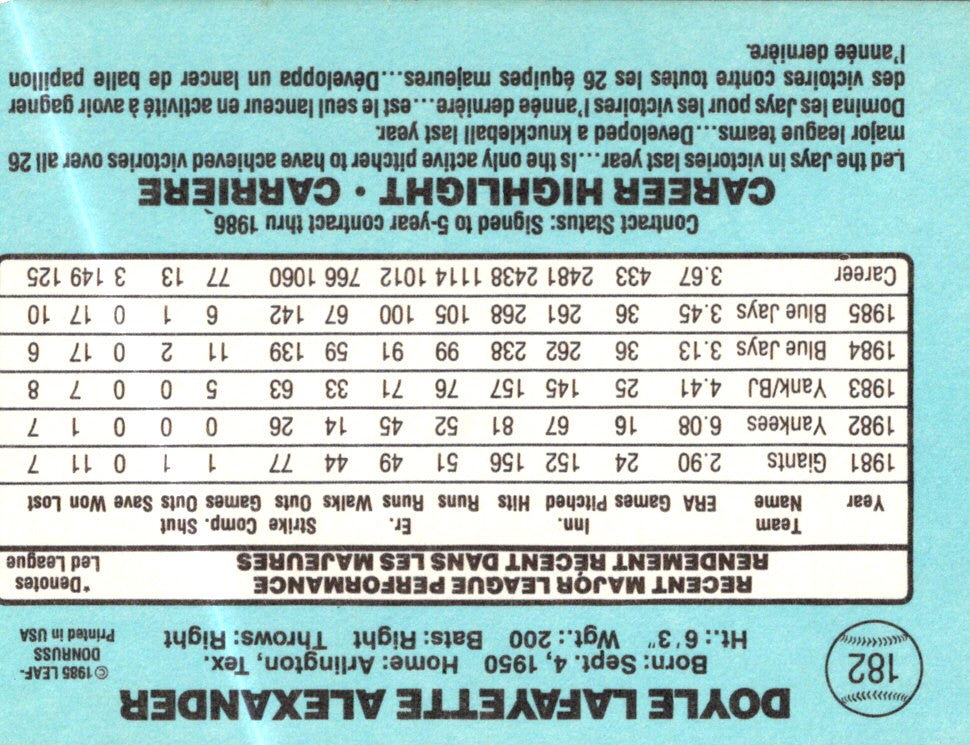 182
DOYLE LAFAYETTE ALEXANDER
Born: Sept. 4, 1950 Home: Arlington, Tex.
Ht.: 6'3" Wgt.: 200 Bats: Right Throws: Right
© 1985 LEAF-
DONRUSS
Printed in USA
RECENT MAJOR LEAGUE PERFORMANCE
RENDEMENT RÉCENT DANS LES MAJEURES
*Denotes
Led League
Team Inn. Er. Strike Comp. Shut
Year Name ERA Games Pitched Hits Runs Runs Walks Outs Games Outs Save Won Lost
1981 Giants 2.90 24 152 156 51 49 44 77 1 1 0 11 7
1982 Yankees 6.08 16 67 81 52 45 14 26 0 0 0 1 7
1983 Yank/BJ 4.41 25 145 157 76 71 33 63 5 0 0 7 8
1984 Blue Jays 3.13 36 262 238 99 91 59 139 11 2 0 17 6
1985 Blue Jays 3.45 36 261 268 105 100 67 142 6 1 0 17 10
Career 3.67 433 2481 2438 1114 1012 766 1060 77 13 3 149 125
Contract Status: Signed to 5-year contract thru 1986
CAREER HIGHLIGHT • CARRIERE
Led the Jays in victories last year...Is the only active pitcher to have achieved victories over all 26
major league teams...Developed a knuckleball last year.
Domina les Jays pour les victoires l'année dernière...est le seul lanceur en activité à avoir gagner
des victoires contre toutes les 26 équipes majeures...Développa un lancer de balle papillon
l'année dernière.